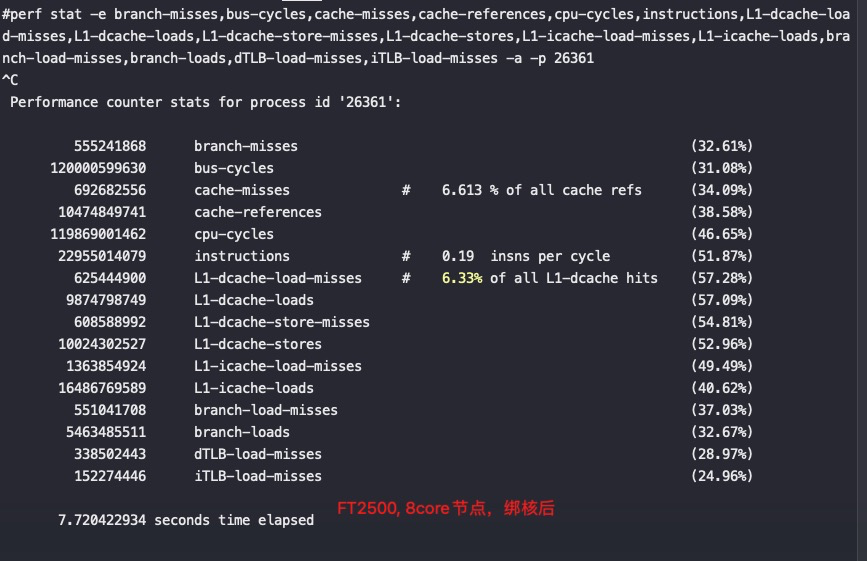 #perf stat -e branch-misses,bus-cycles,cache-misses,cache-references,cpu-cycles,instructions,L1-dcache-loa
d-misses,L1-dcache-loads,L1-dcache-store-misses,L1-dcache-stores,L1-icache-load-misses,L1-icache-loads,bra
nch-load-misses,branch-loads,dTLB-load-misses,iTLB-load-misses -a -p 26361
^C
Performance counter stats for process id '26361':
555241868 branch-misses (32.61%)
120000599630 bus-cycles (31.08%)
692682556 cache-misses # 6.613 % of all cache refs (34.09%)
10474849741 cache-references (38.58%)
119869001462 cpu-cycles (46.65%)
22955014079 instructions # 0.19 insns per cycle (51.87%)
625444900 L1-dcache-load-misses # 6.33% of all L1-dcache hits (57.28%)
9874798749 L1-dcache-loads (57.09%)
608588992 L1-dcache-store-misses (54.81%)
10024302527 L1-dcache-stores (52.96%)
1363854924 L1-icache-load-misses (49.49%)
16486769589 L1-icache-loads (40.62%)
551041708 branch-load-misses (37.03%)
5463485511 branch-loads (32.67%)
338502443 dTLB-load-misses (28.97%)
152274446 iTLB-load-misses (24.96%)
FT2500, 8core节点，绑核后
7.720422934 seconds time elapsed